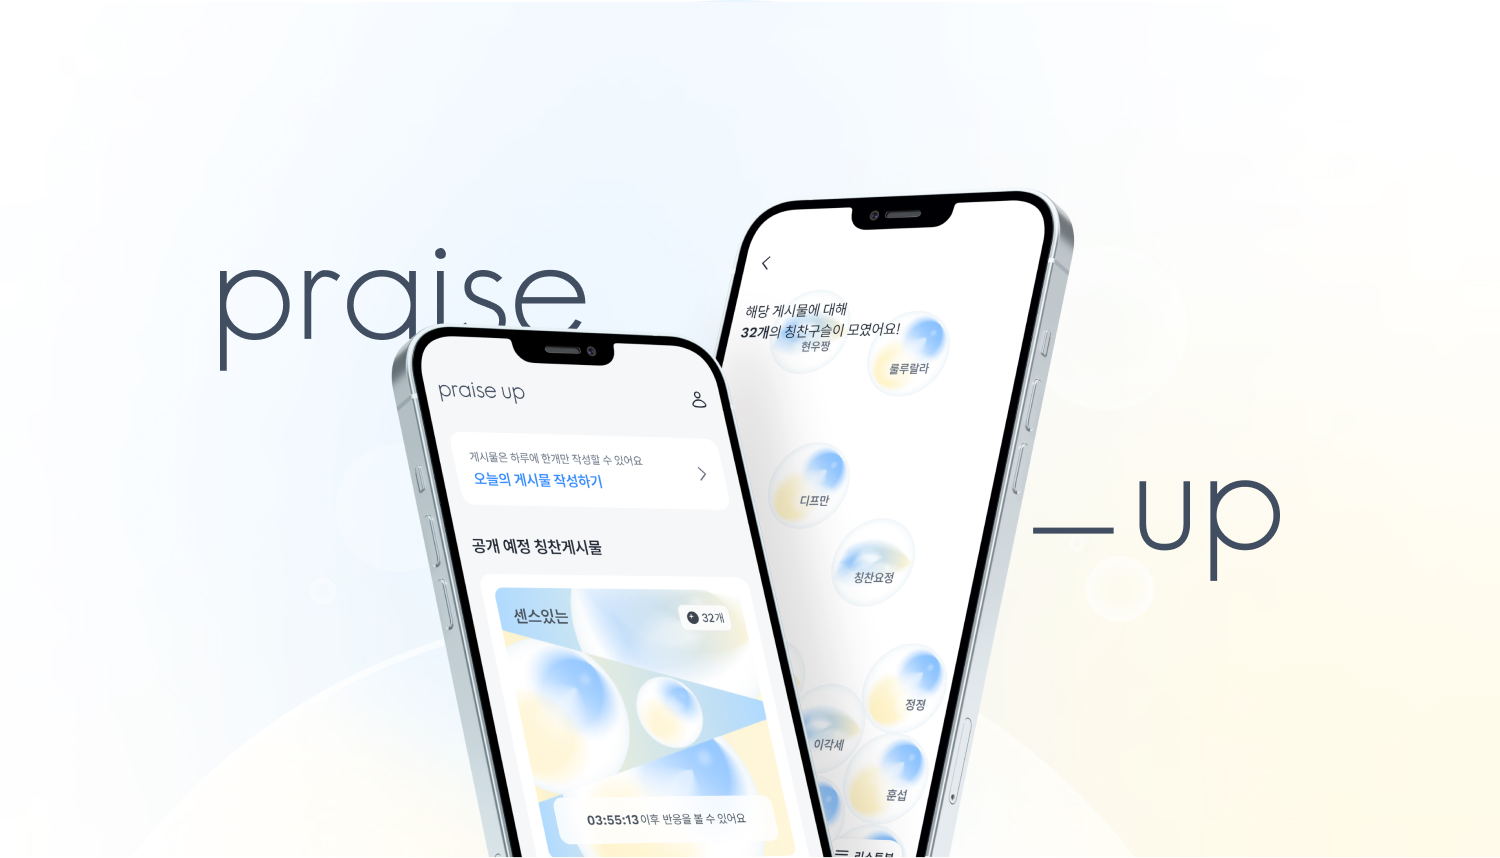 praise
_up
praise up
게시물은 하루에 한개만 작성할 수 있어요
오늘의 게시물 작성하기
공개 예정 칭찬게시물
센스있는
32개
03:55:13 이후 반응을 볼 수 있어요
해당 게시물에 대해
32개의 칭찬구슬이 모였어요!
현우짱
룰루랄라
디프만
칭찬요정
정정
이각세
훈섭